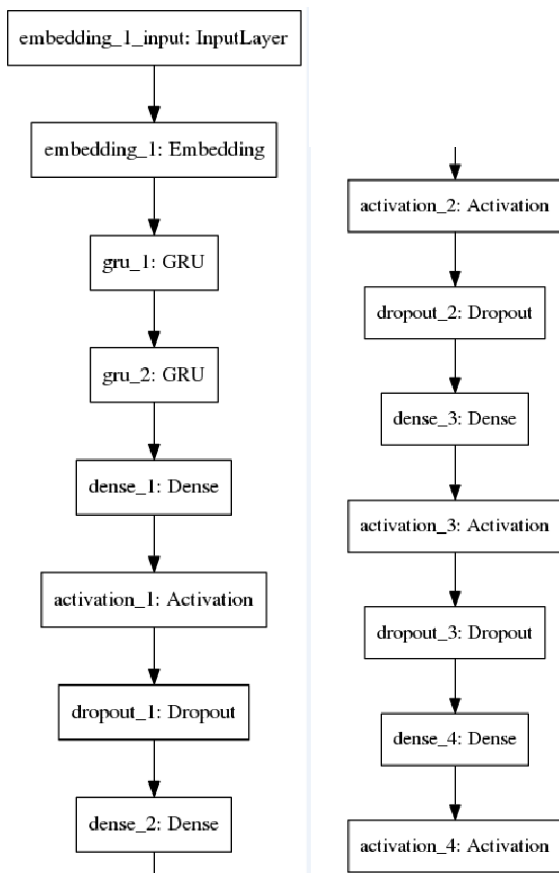 embedding_1_input: InputLayer
embedding_1: Embedding
gru_1: GRU
gru_2: GRU
dense_1: Dense
activation_1: Activation
dropout_1: Dropout
dense_2: Dense
activation_2: Activation
dropout_2: Dropout
dense_3: Dense
activation_3: Activation
dropout_3: Dropout
dense_4: Dense
activation_4: Activation